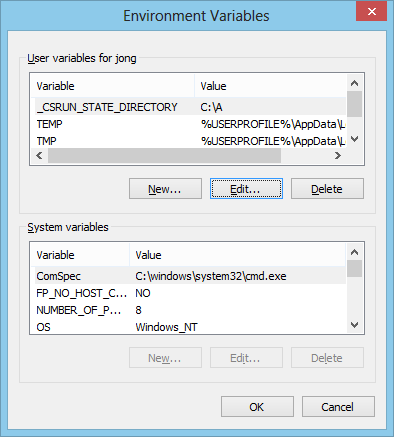 Environment Variables
User variables for jong
Variable Value
_CSRUN_STATE_DIRECTORY C:\A
TEMP %USERPROFILE%\AppData\L
TMP %USERPROFILE%\AppData\L
New... Edit... Delete
System variables
Variable Value
ComSpec C:\windows\system32\cmd.exe
FP_NO_HOST_C... NO
NUMBER_OF_P... 8
OS Windows_NT
New... Edit... Delete
OK Cancel